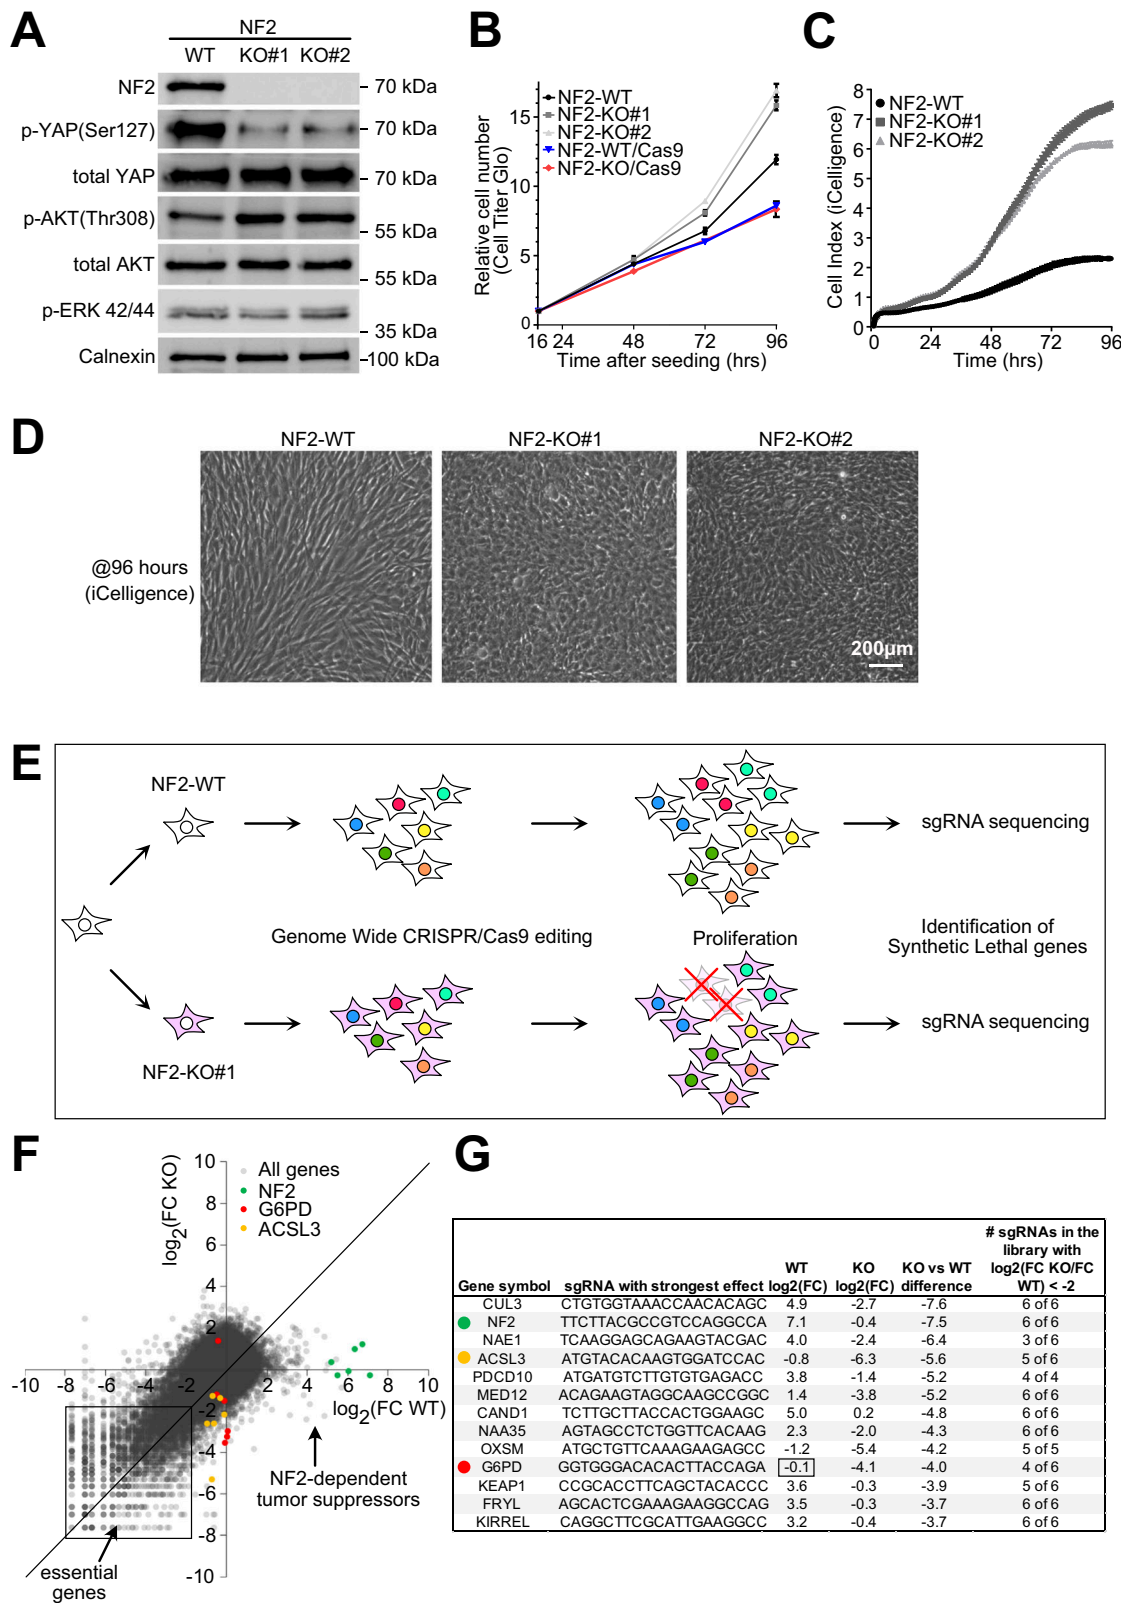 A
NF2
WT KO#1 KO#2
NF2
70 kDa
p-YAP(Ser127)
70 kDa
total YAP
70 kDa
p-AKT(Thr308)
55 kDa
total AKT
55 kDa
p-ERK 42/44
35 kDa
Calnexin
100 kDa
B
Relative cell number
(Cell Titer Glo)
15
10
5
0
NF2-WT
NF2-KO#1
NF2-KO#2
NF2-WT/Cas9
NF2-KO/Cas9
16 24 48 72 96
Time after seeding (hrs)
C
Cell Index (iCelligence)
8
7
6
5
4
3
2
1
0
NF2-WT
NF2-KO#1
NF2-KO#2
0 24 48 72 96
Time (hrs)
D
NF2-WT NF2-KO#1 NF2-KO#2
@96 hours
(iCelligence)
200µm
E
NF2-WT
sgRNA sequencing
Genome Wide CRISPR/Cas9 editing
Proliferation
Identification of
Synthetic Lethal genes
sgRNA sequencing
NF2-KO#1
F
log2(FC KO)
10
8
6
4
2
-2
-4
-6
-8
-10
All genes
NF2
G6PD
ACSL3
-10 -8 -6 -4 -2 2 4 6 8 10
log2(FC WT)
NF2-dependent
tumor suppressors
essential
genes
G
# sgRNAs in the
library with
WT KO KO vs WT log2(FC KO/FC
Gene symbol sgRNA with strongest effect log2(FC) log2(FC) difference WT) < -2
CUL3 CTGTGGTAAACCAACACAGC 4.9 -2.7 -7.6 6 of 6
NF2 TTCTTACGCCGTCCAGGCCA 7.1 -0.4 -7.5 6 of 6
NAE1 TCAAGGAGCAGAAGTACGAC 4.0 -2.4 -6.4 3 of 6
ACSL3 ATGTACACAAGTGGATCCAC -0.8 -6.3 -5.6 5 of 6
PDCD10 ATGATGTCTTGTGTGAGACC 3.8 -1.4 -5.2 4 of 4
MED12 ACAGAAGTAGGCAAGCCGGC 1.4 -3.8 -5.2 6 of 6
CAND1 TCTTGCTTACCACTGGAAGC 5.0 0.2 -4.8 6 of 6
NAA35 AGTAGCCTCTGGTTCACAAG 2.3 -2.0 -4.3 6 of 6
OXSM ATGCTGTTCAAAGAAGAGCC -1.2 -5.4 -4.2 5 of 5
G6PD GGTGGGACACACTTACCAGA -0.1 -4.1 -4.0 4 of 6
KEAP1 CCGCACCTTCAGCTACACCC 3.6 -0.3 -3.9 5 of 6
FRYL AGCACTCGAAAGAAGGCCAG 3.5 -0.3 -3.7 6 of 6
KIRREL CAGGCTTCGCATTGAAGGCC 3.2 -0.4 -3.7 6 of 6